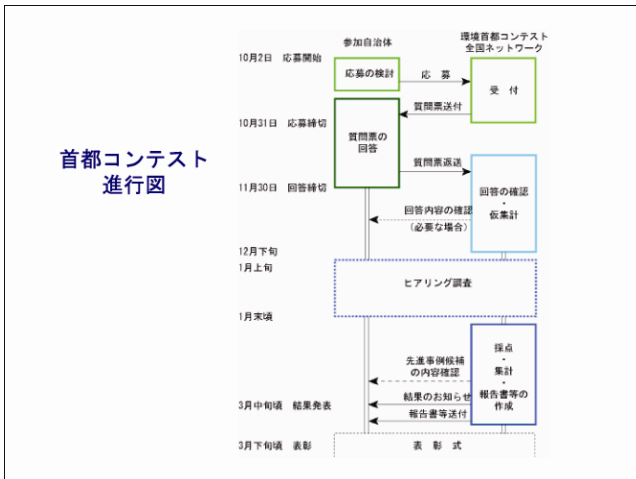 首都コンテスト
進行図
参加自治体
環境首都コンテスト
全国ネットワーク
10月2日 応募開始
応募の検討
応 募
受 付
質問票送付
10月31日 応募締切
質問票の
回答
質問票返送
11月30日 回答締切
回答の確認
・
仮集計
回答内容の確認
(必要な場合)
12月下旬
1月上旬
ヒアリング調査
1月末頃
採点
・
集計
・
報告書等の
作成
先進事例候補
の内容確認
結果のお知らせ
3月中旬頃 結果発表
報告書等送付
3月下旬頃 表彰
表 彰 式